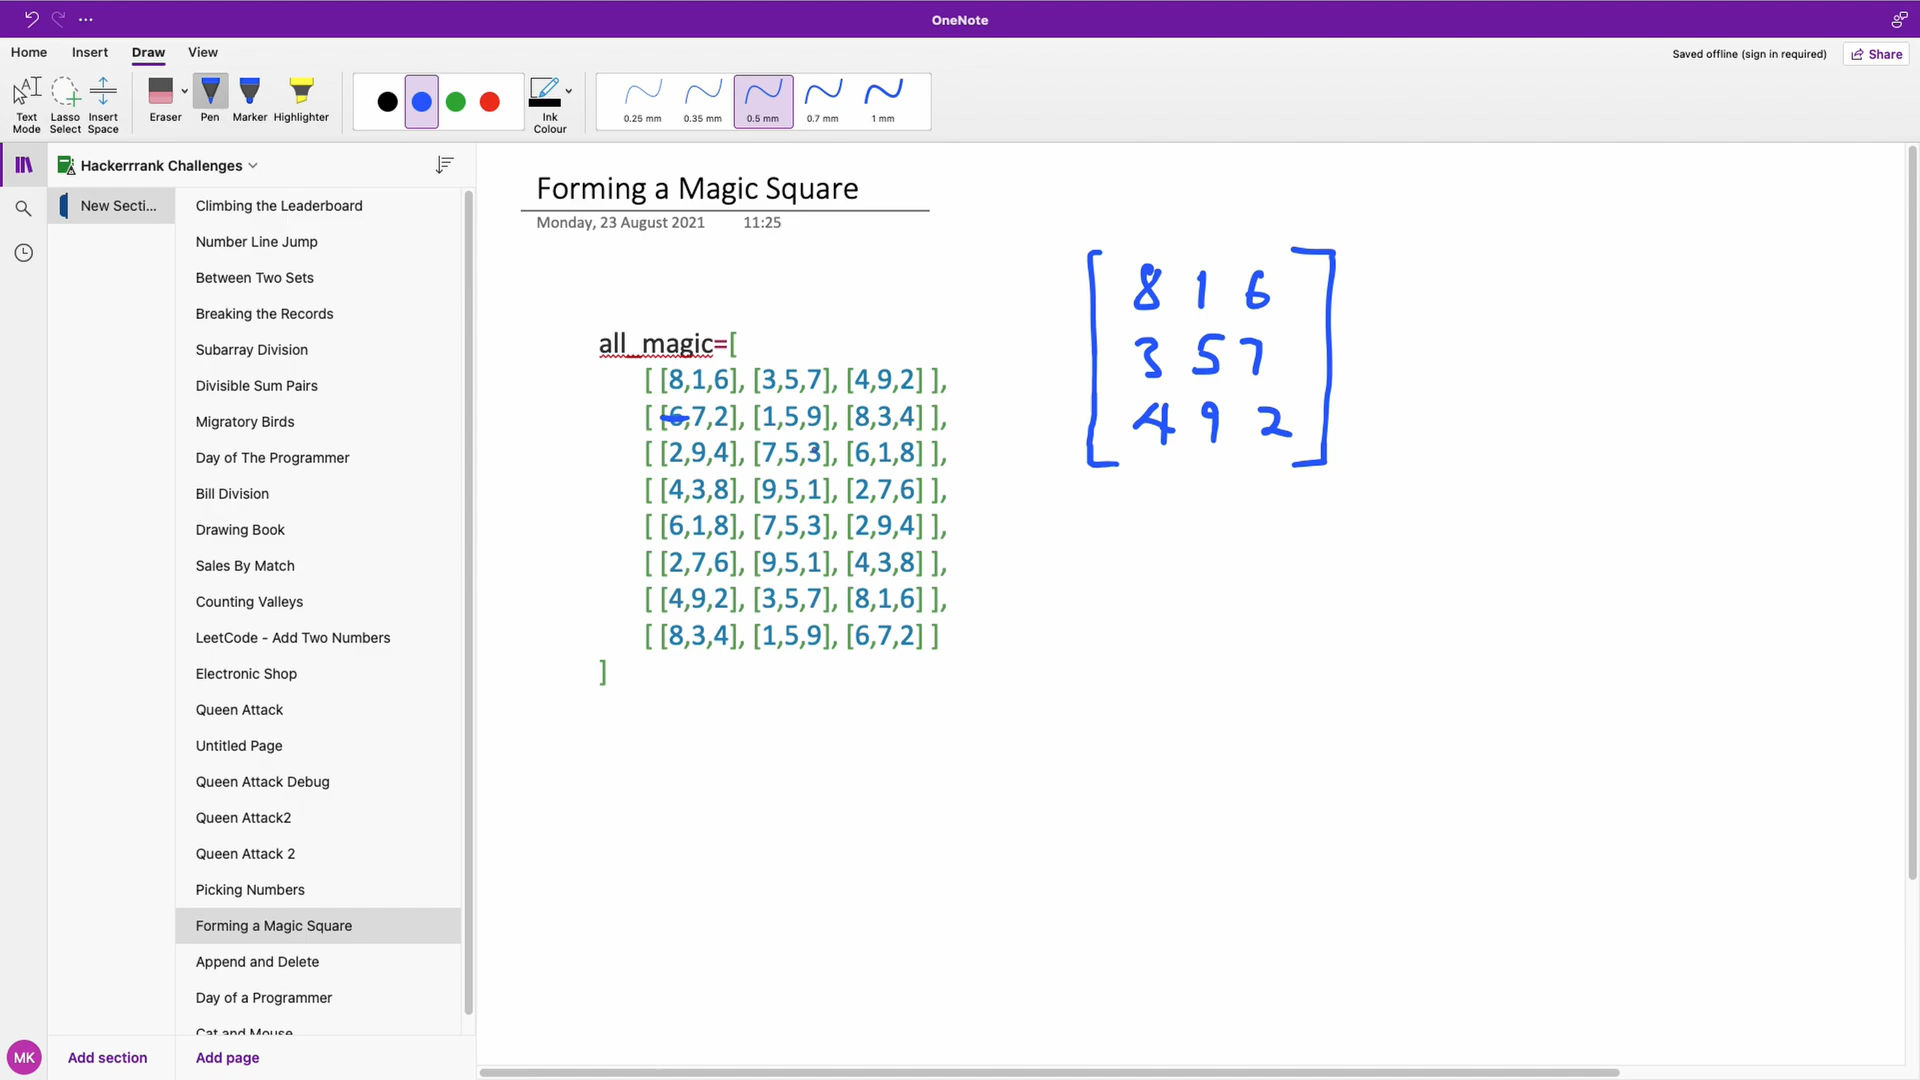 OneNote
Home Insert Draw View
Saved offline (sign in required) Share
Text Mode
Lasso Select
Insert Space
Eraser
Pen
Marker
Highlighter
Ink Colour
0.25 mm
0.35 mm
0.5 mm
0.7 mm
1 mm
Hackerrrank Challenges
New Secti...
Climbing the Leaderboard
Number Line Jump
Between Two Sets
Breaking the Records
Subarray Division
Divisible Sum Pairs
Migratory Birds
Day of The Programmer
Bill Division
Drawing Book
Sales By Match
Counting Valleys
LeetCode - Add Two Numbers
Electronic Shop
Queen Attack
Untitled Page
Queen Attack Debug
Queen Attack2
Queen Attack 2
Picking Numbers
Forming a Magic Square
Append and Delete
Day of a Programmer
Cat and Mouse
MK
Add section
Add page
Forming a Magic Square
Monday, 23 August 2021 11:25
all_magic=[
[ [8,1,6], [3,5,7], [4,9,2] ],
[ [6,7,2], [1,5,9], [8,3,4] ],
[ [2,9,4], [7,5,3], [6,1,8] ],
[ [4,3,8], [9,5,1], [2,7,6] ],
[ [6,1,8], [7,5,3], [2,9,4] ],
[ [2,7,6], [9,5,1], [4,3,8] ],
[ [4,9,2], [3,5,7], [8,1,6] ],
[ [8,3,4], [1,5,9], [6,7,2] ]
]
8 1 6
3 5 7
4 9 2